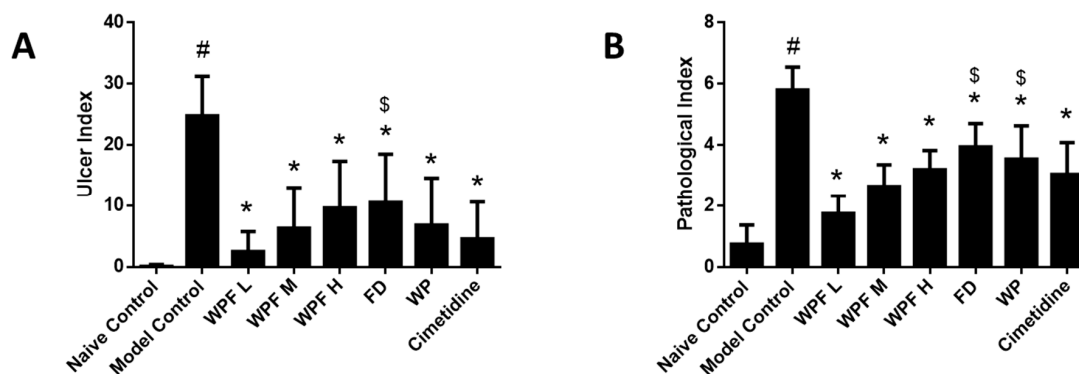 A
Ulcer Index
40
30
20
10
0
#
*
*
*
$
*
*
*
Naive Control
Model Control
WPF L
WPF M
WPF H
FD
WP
Cimetidine
B
Pathological Index
8
6
4
2
0
#
*
*
*
$
*
$
*
*
Naive Control
Model Control
WPF L
WPF M
WPF H
FD
WP
Cimetidine